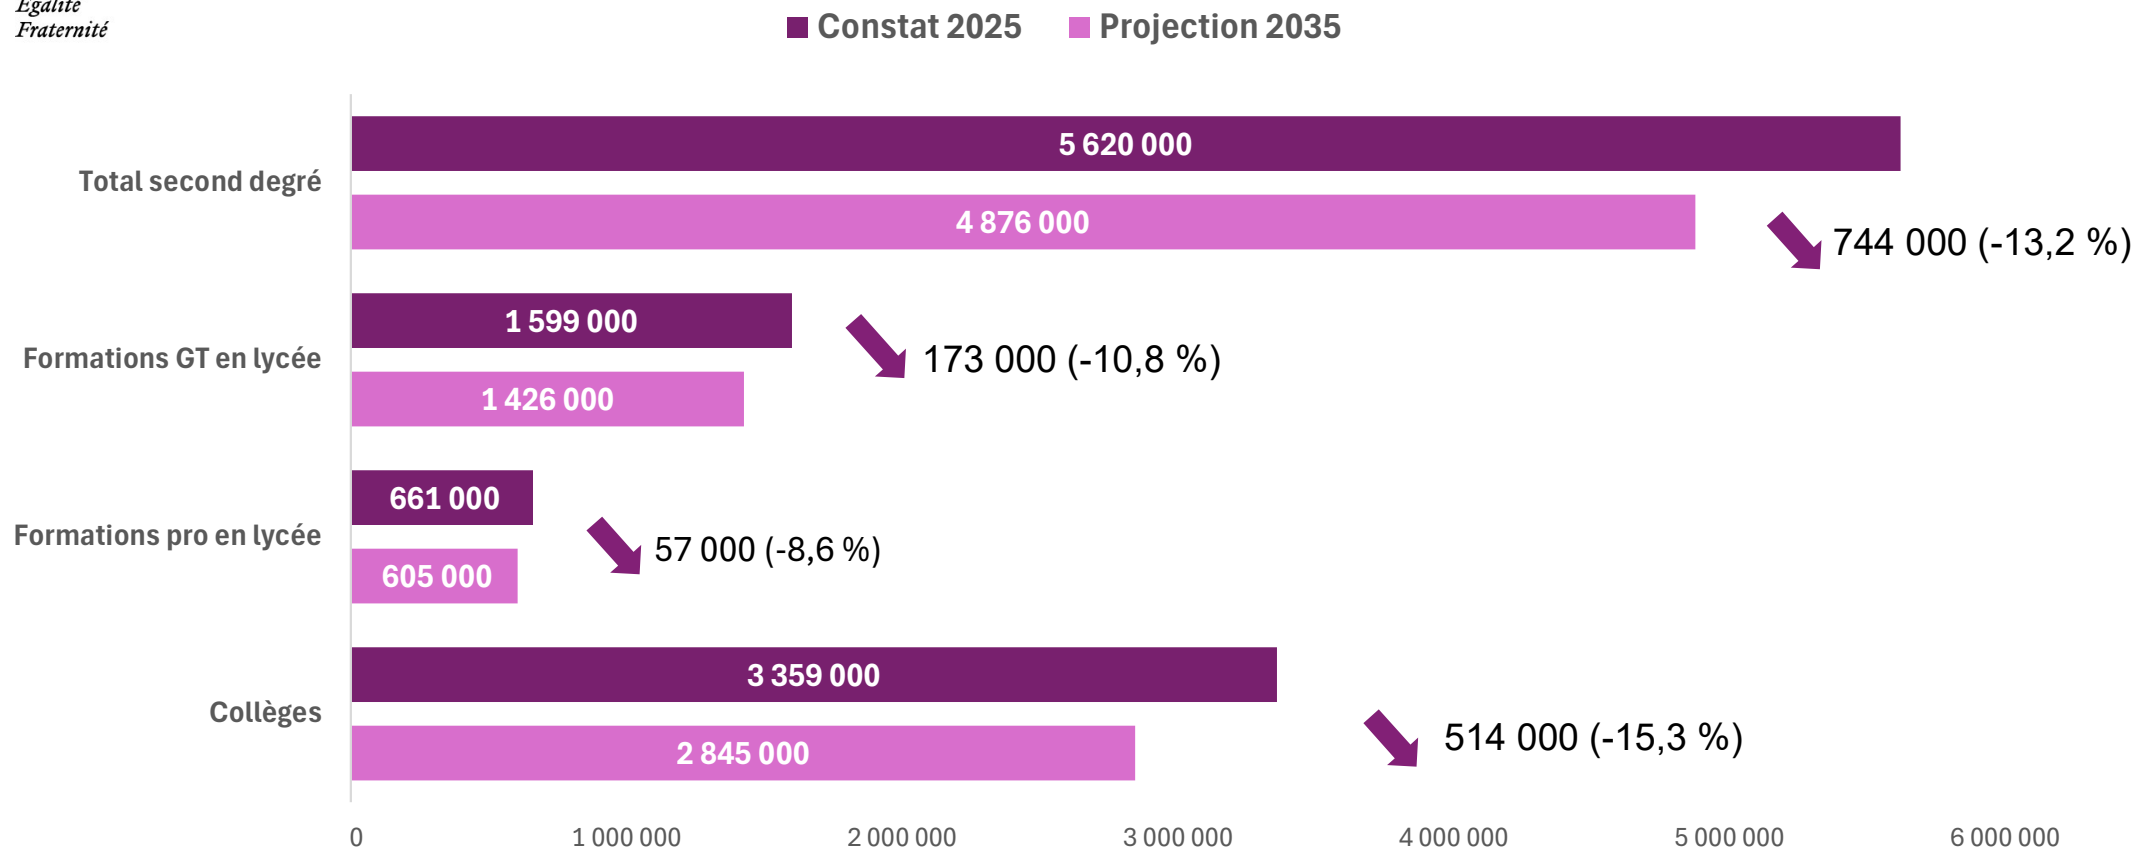 Égalité
Fraternité
Constat 2025 Projection 2035
Total second degré
5 620 000
4 876 000
744 000 (-13,2 %)
Formations GT en lycée
1 599 000
1 426 000
173 000 (-10,8 %)
Formations pro en lycée
661 000
605 000
57 000 (-8,6 %)
Collèges
3 359 000
2 845 000
514 000 (-15,3 %)
0 1 000 000 2 000 000 3 000 000 4 000 000 5 000 000 6 000 000